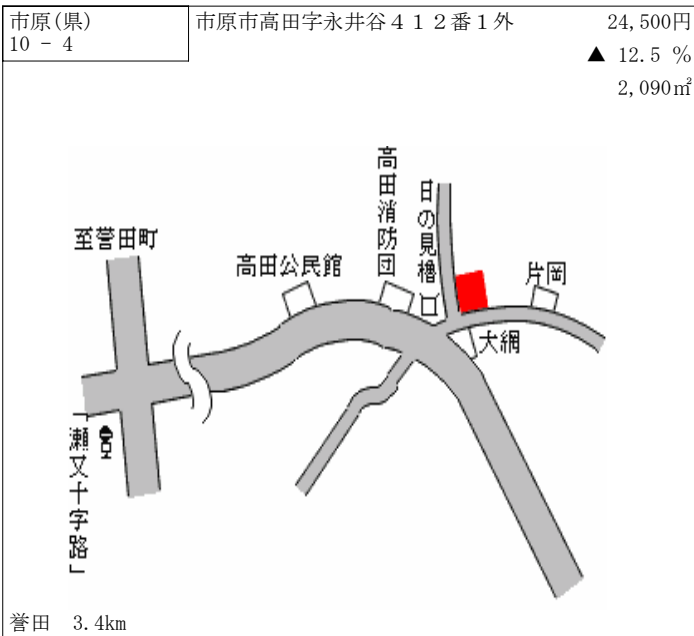 市原(県)
10 － 4
市原市高田字永井谷４１２番１外
24,500円
▲ 12.5 %
2,090㎡
高田消防団
日の見櫓
至誉田町
高田公民館
片岡
大網
「瀬又十字路」
誉田 3.4km